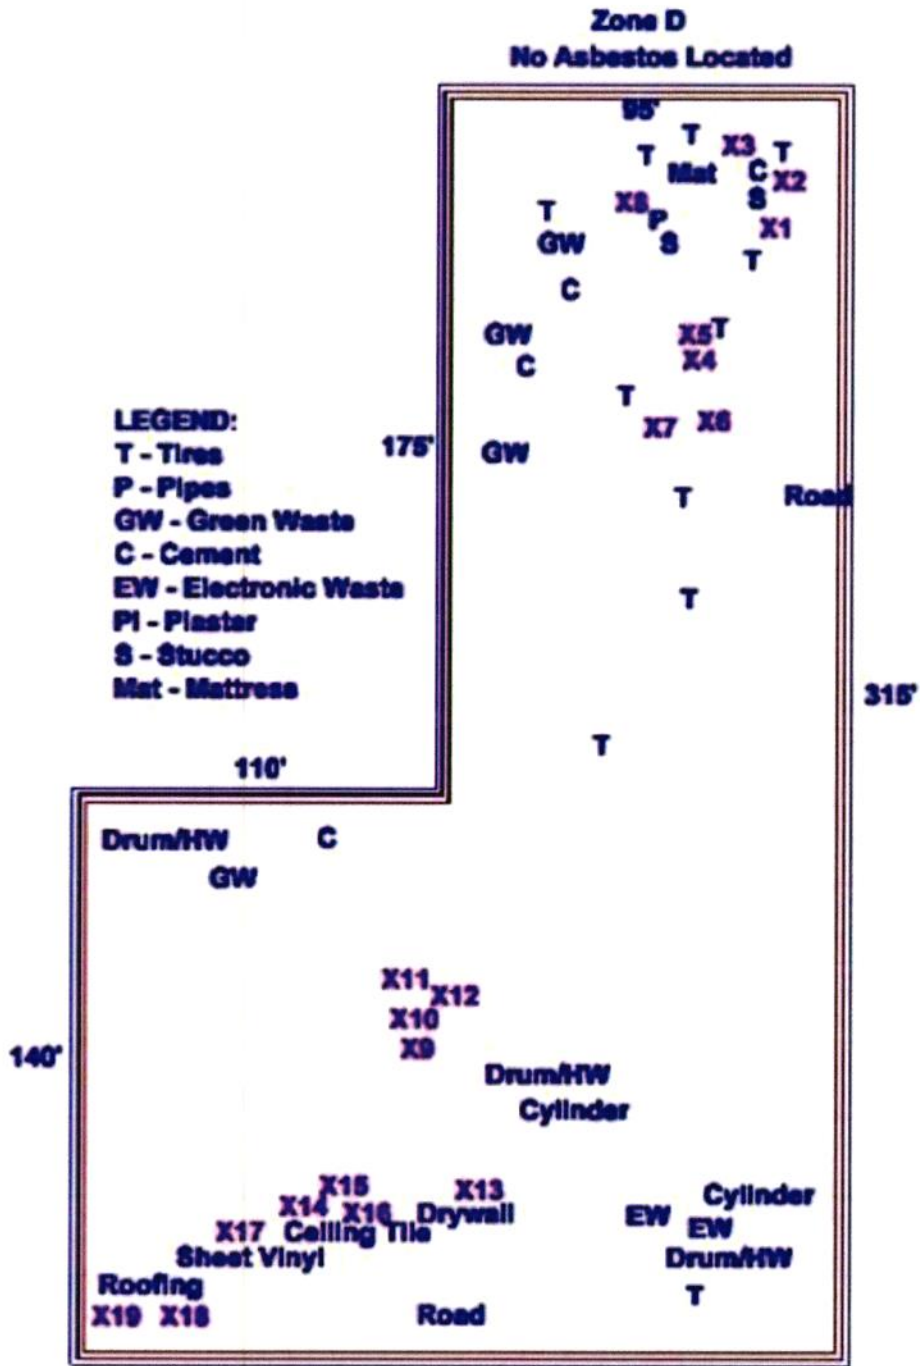 Zone D
No Asbestos Located
95'
T
X3
T
T
Mat
C
X2
X8
S
T
P
X1
GW
S
T
C
GW
X5
T
C
X4
T
LEGEND:
X7
X6
T - Tires
175'
GW
P - Pipes
T
Road
GW - Green Waste
C - Cement
EW - Electronic Waste
T
Pl - Plaster
S - Stucco
Mat - Mattress
315'
T
110'
Drum/HW
C
GW
X11
X12
X10
X9
140'
Drum/HW
Cylinder
X15
X13
Cylinder
X14
X16
Drywall
EW
X17
Ceiling Tile
EW
Sheet Vinyl
Drum/HW
Roofing
T
X19
X18
Road